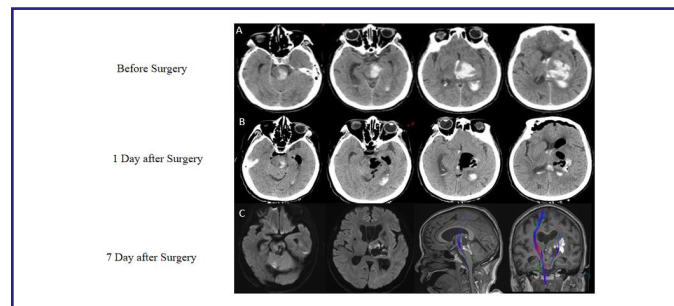 A
Before Surgery
B
1 Day after Surgery
C
7 Day after Surgery